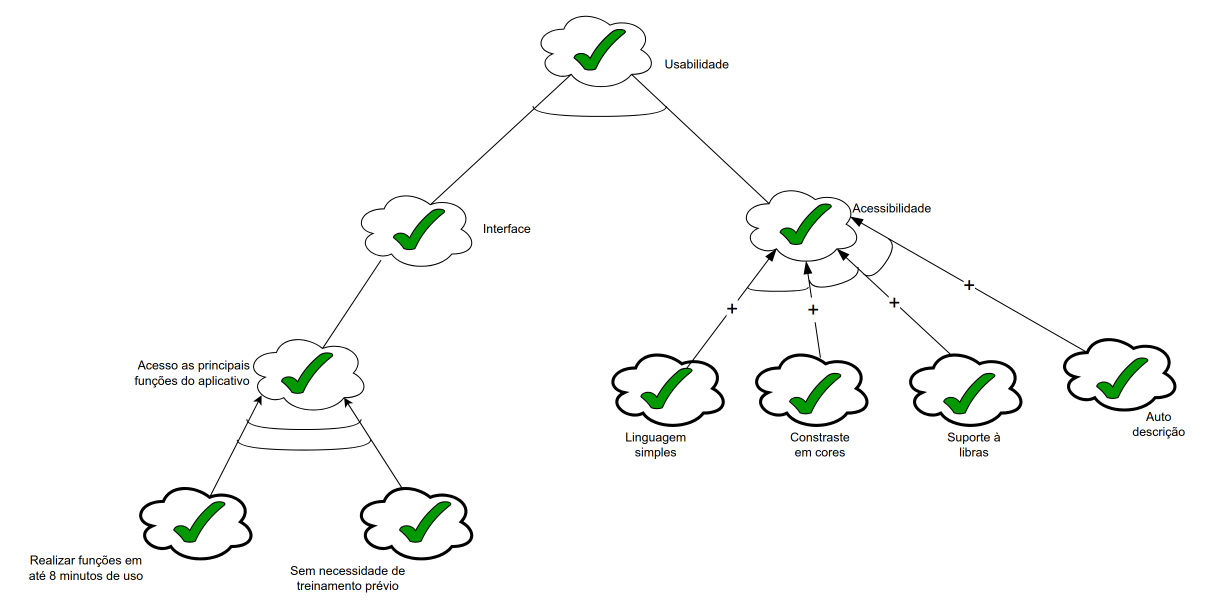 Usabilidade
Acessibilidade
Interface
+
+
+
+
Acesso as principais
funções do aplicativo
Linguagem
simples
Constraste
em cores
Suporte à
libras
Auto
descrição
Realizar funções em
até 8 minutos de uso
Sem necessidade de
treinamento prévio